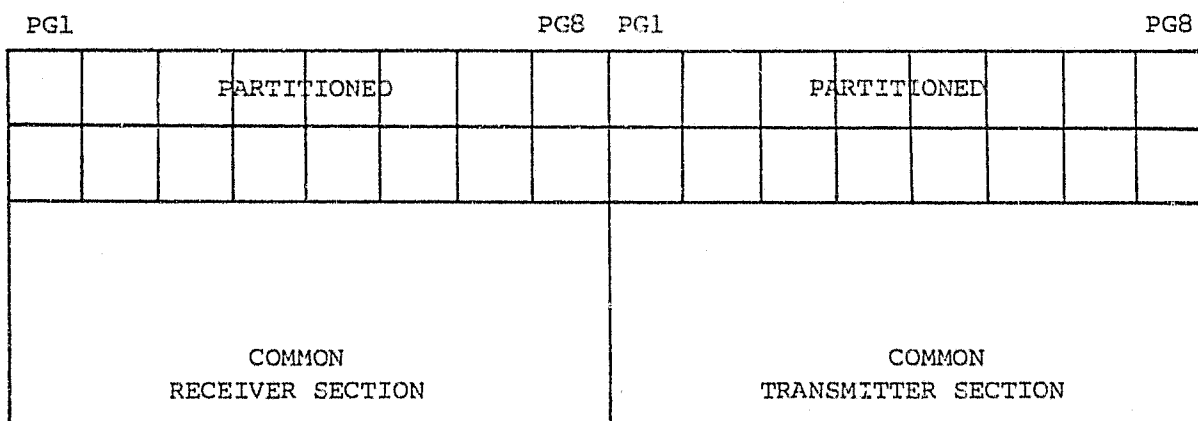 PG1 PG8 PG1 PG8
PARTITIONED PARTITIONED
COMMON COMMON
RECEIVER SECTION TRANSMITTER SECTION